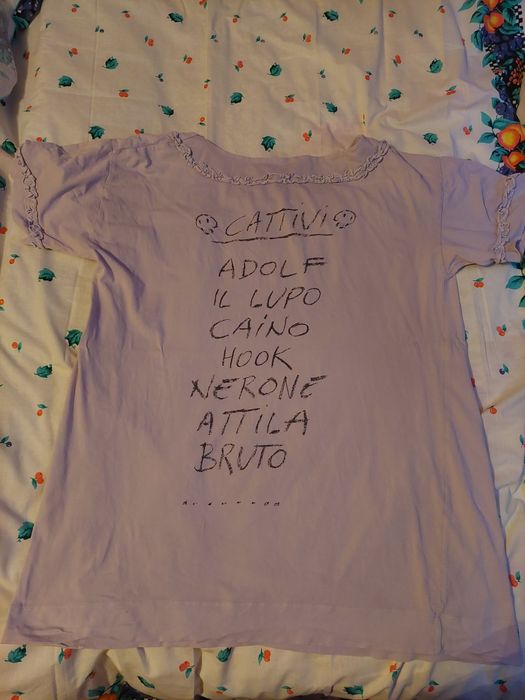 CATTIVI
ADOLF
IL LUPO
CAINO
HOOK
NERONE
ATTILA
BRUTO
..........